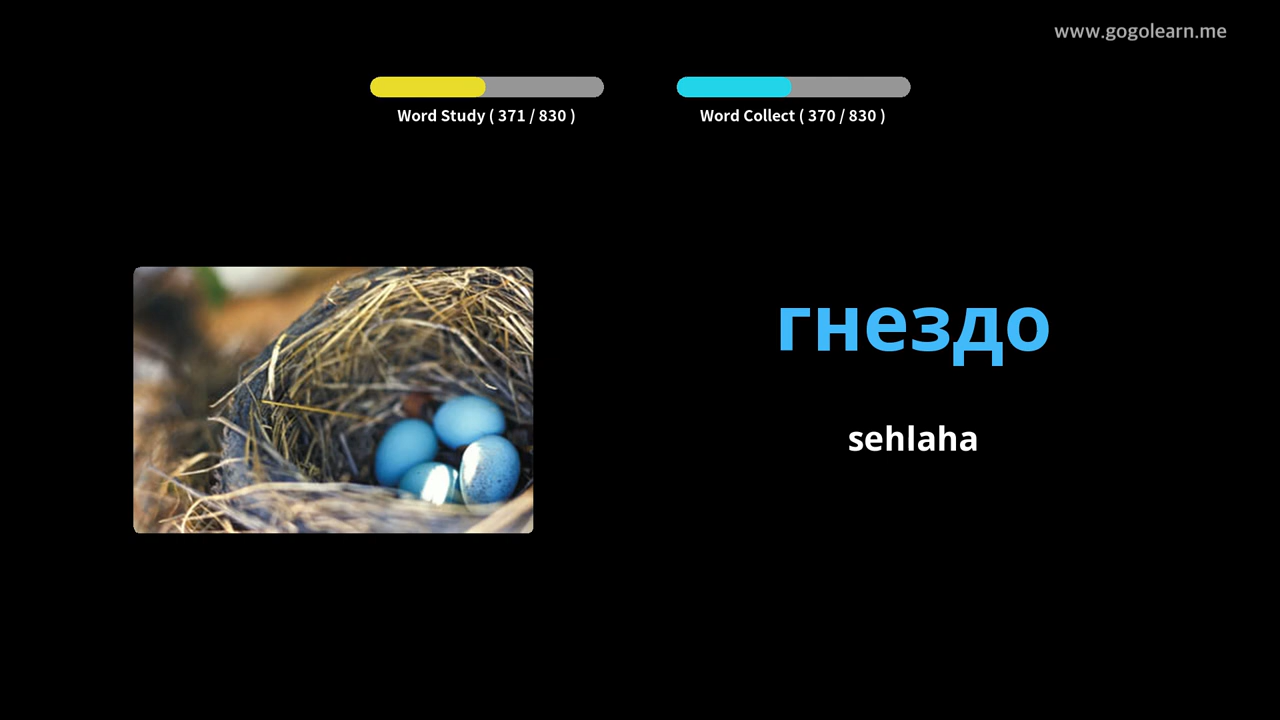 www.gogolearn.me
Word Study ( 371 / 830 )
Word Collect ( 370 / 830 )
гнездо
sehlaha